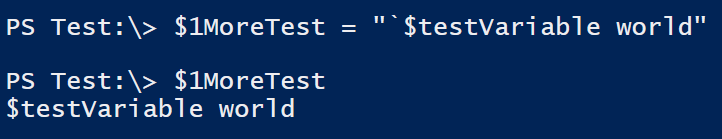 PS Test:\> $1MoreTest = "`$testVariable world"
PS Test:\> $1MoreTest
$testVariable world